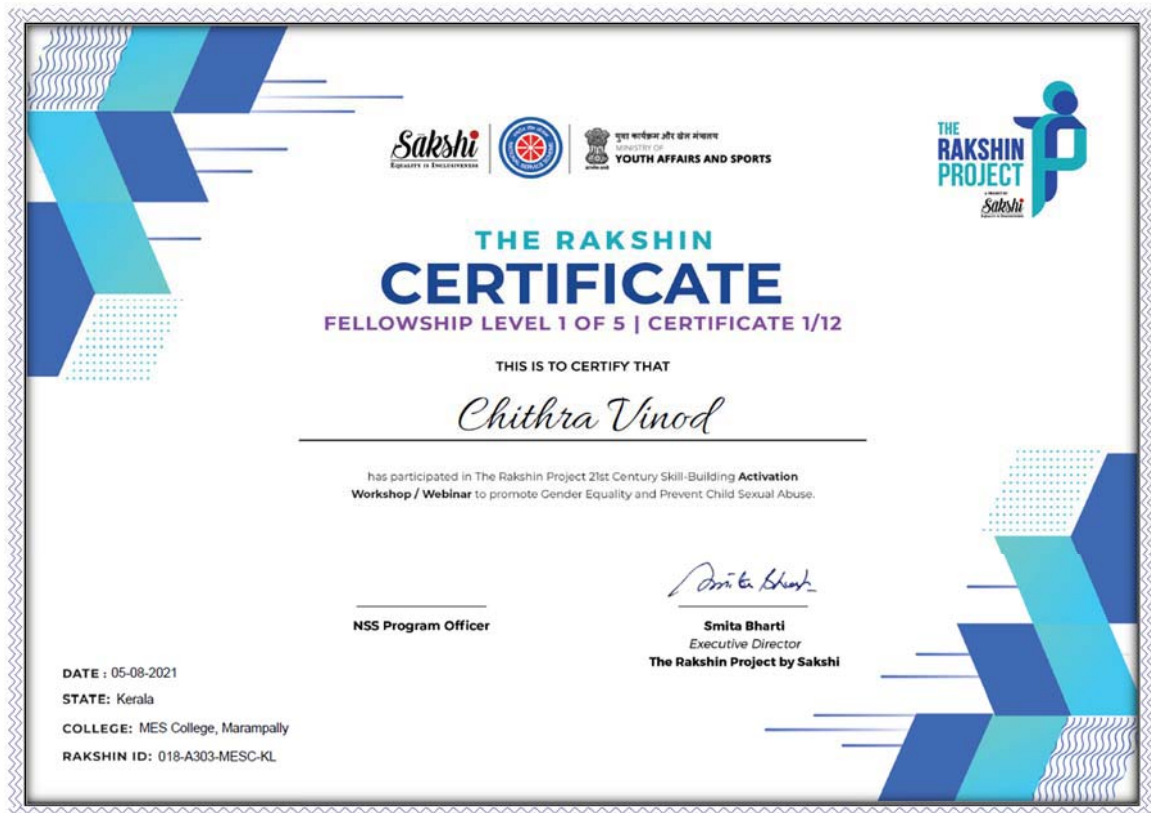 Sakshi
EQUALITY IS INCLUSIVENESS
युवा कार्यक्रम और खेल मंत्रालय
MINISTRY OF
YOUTH AFFAIRS AND SPORTS
THE
RAKSHIN
PROJECT
A PROJECT OF
Sakshi
THE RAKSHIN
CERTIFICATE
FELLOWSHIP LEVEL 1 OF 5 | CERTIFICATE 1/12
THIS IS TO CERTIFY THAT
Chithra Vinod
has participated in The Rakshin Project 21st Century Skill-Building Activation
Workshop / Webinar to promote Gender Equality and Prevent Child Sexual Abuse.
NSS Program Officer
Smita Bharti
Executive Director
The Rakshin Project by Sakshi
DATE : 05-08-2021
STATE: Kerala
COLLEGE: MES College, Marampally
RAKSHIN ID: 018-A303-MESC-KL